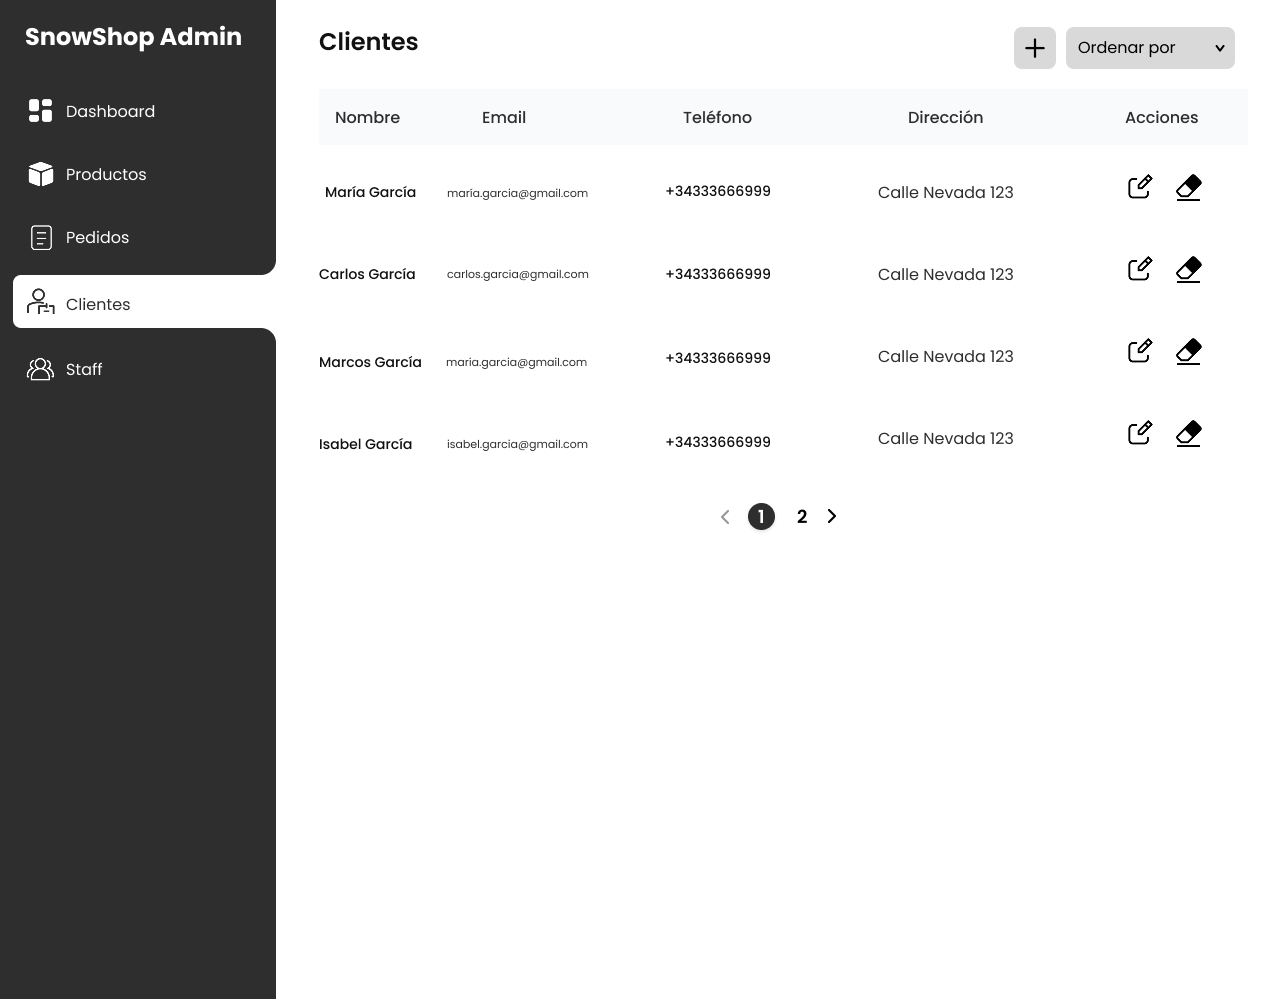 SnowShop Admin
Dashboard
Productos
Pedidos
Clientes
Staff
Clientes
Ordenar por
Nombre Email Teléfono Dirección Acciones
María García maría.garcia@gmail.com +34333666999 Calle Nevada 123
Carlos García carlos.garcia@gmail.com +34333666999 Calle Nevada 123
Marcos García maria.garcia@gmail.com +34333666999 Calle Nevada 123
Isabel García isabel.garcia@gmail.com +34333666999 Calle Nevada 123
1 2